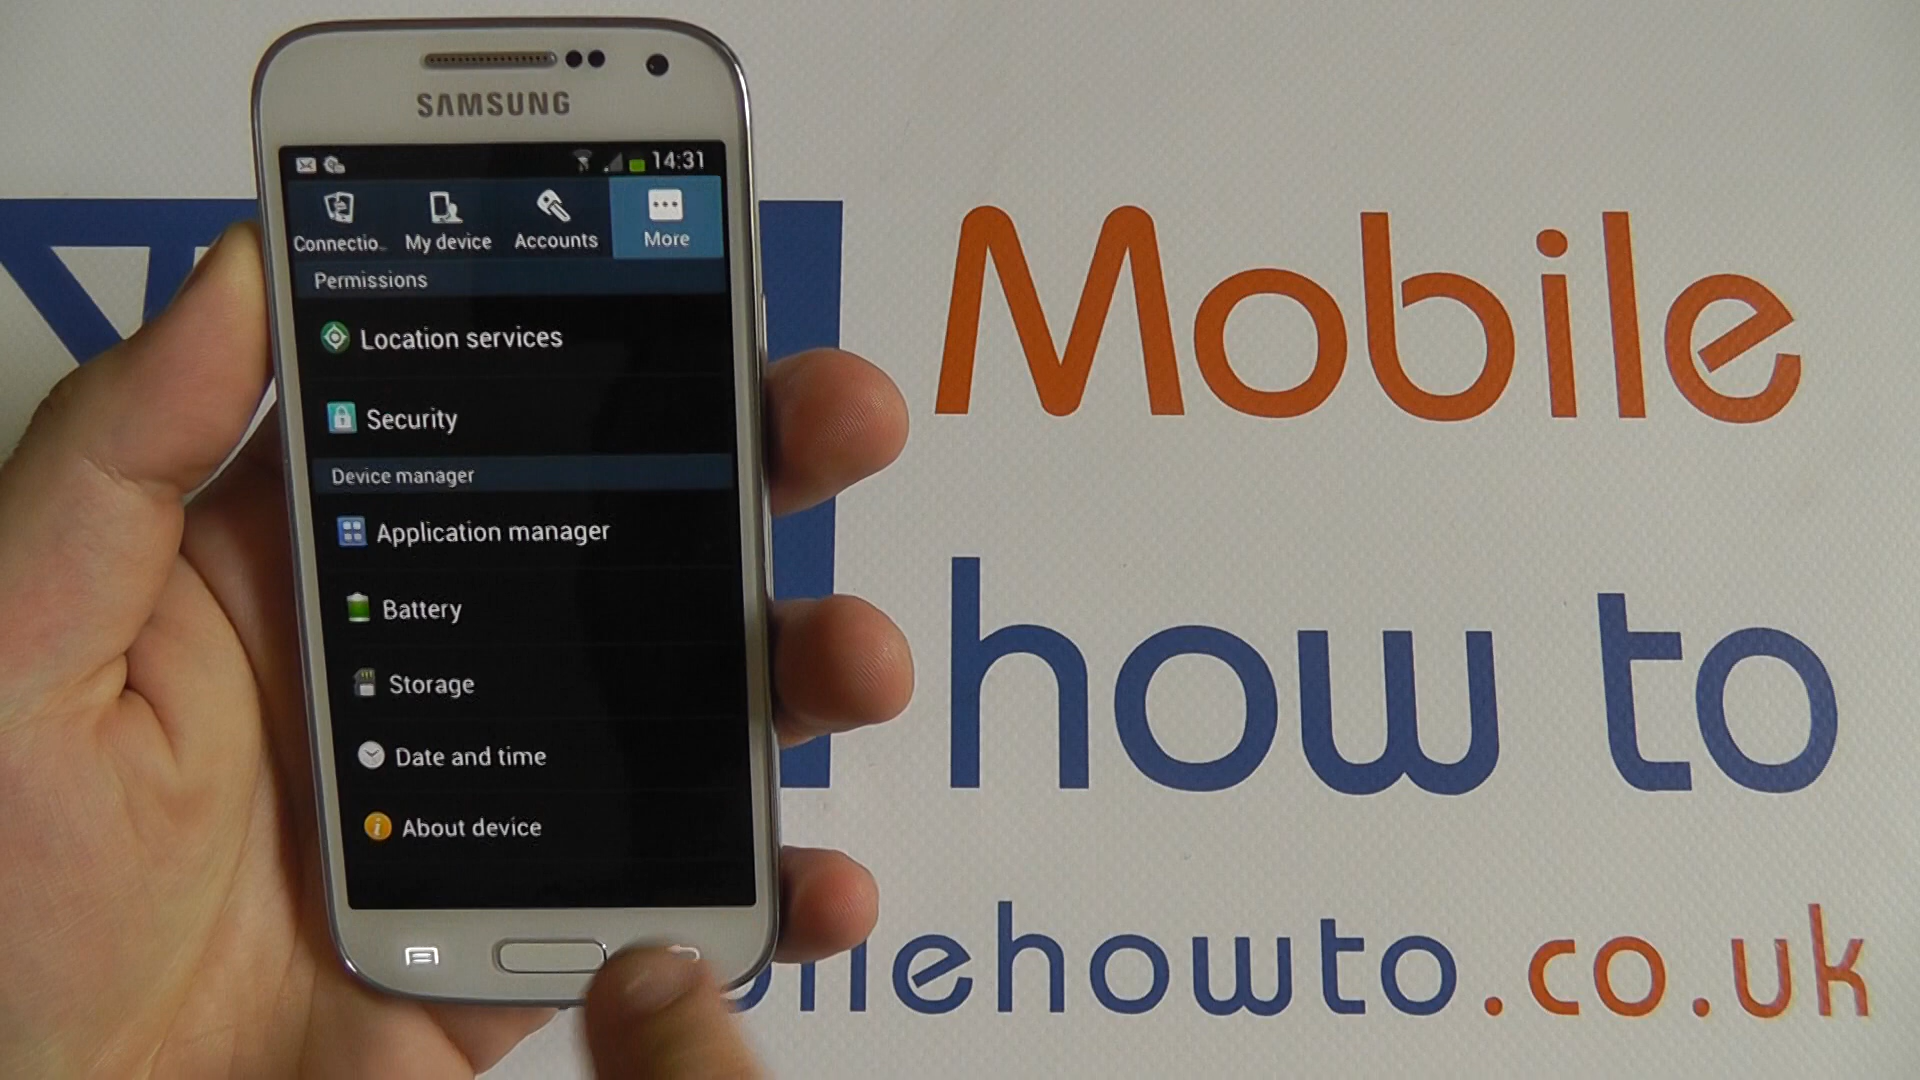 SAMSUNG
14:31
Connectio..
My device
Accounts
More
Permissions
Location services
Security
Device manager
Application manager
Battery
Storage
Date and time
About device
Mobile
how to
ilehowto.co.uk